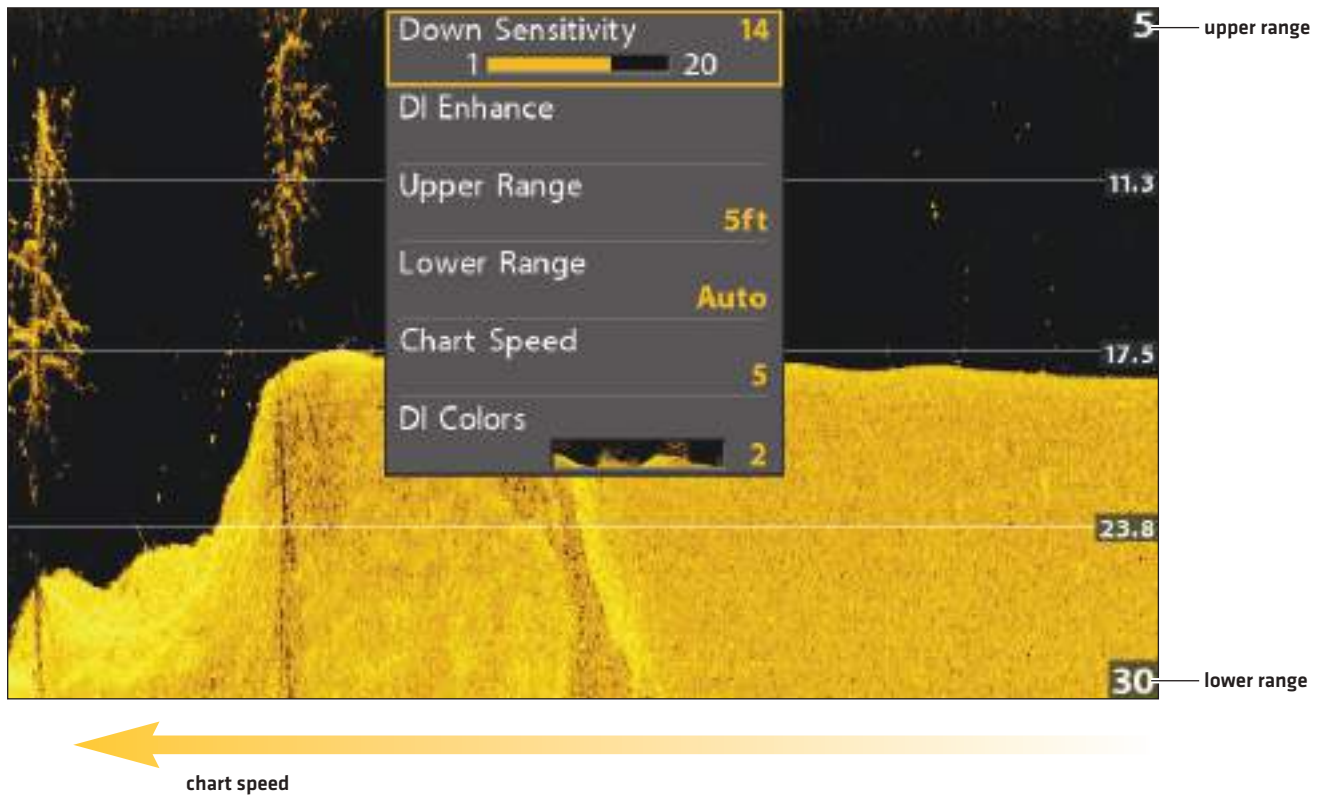 Down Sensitivity 14
1 20
DI Enhance
Upper Range
5ft
Lower Range
Auto
Chart Speed
5
DI Colors
2
5
upper range
11.3
17.5
23.8
30
lower range
chart speed